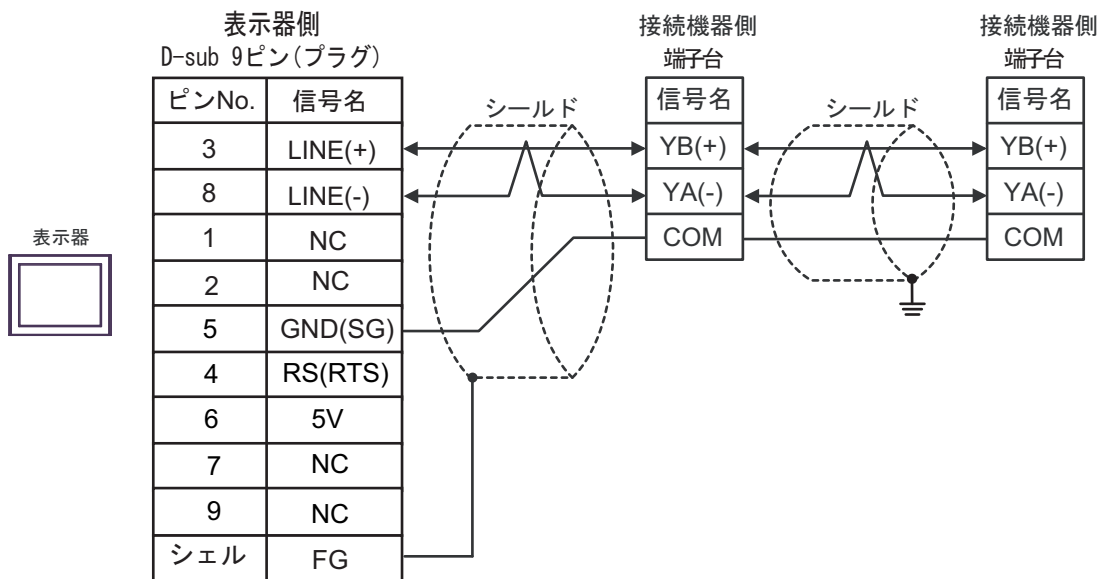 表示器側
D-sub 9ピン(プラグ)
接続機器側
端子台
接続機器側
端子台
ピンNo. 信号名
シールド
信号名
シールド
信号名
3 LINE(+)
YB(+)
YB(+)
8 LINE(-)
YA(-)
YA(-)
表示器
1 NC
COM
COM
2 NC
5 GND(SG)
4 RS(RTS)
6 5V
7 NC
9 NC
シェル FG